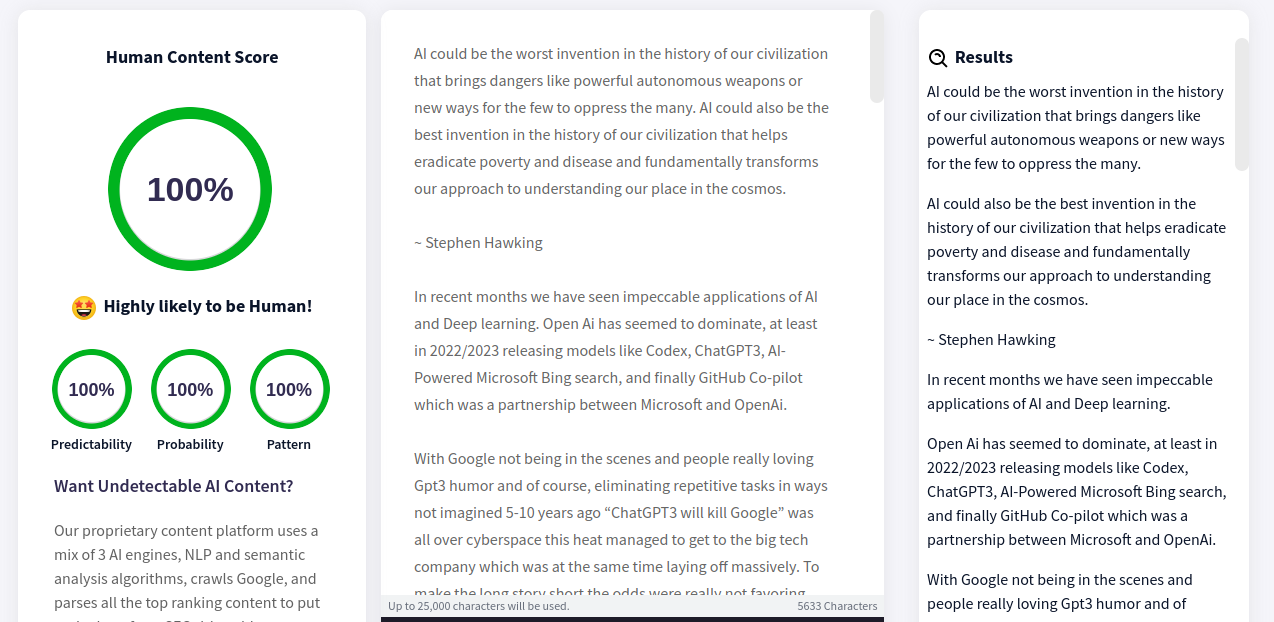 Human Content Score
100%
Highly likely to be Human!
100%
100%
100%
Predictability
Probability
Pattern
Want Undetectable AI Content?
Our proprietary content platform uses a
mix of 3 AI engines, NLP and semantic
analysis algorithms, crawls Google, and
parses all the top ranking content to put
AI could be the worst invention in the history of our civilization
that brings dangers like powerful autonomous weapons or
new ways for the few to oppress the many. AI could also be the
best invention in the history of our civilization that helps
eradicate poverty and disease and fundamentally transforms
our approach to understanding our place in the cosmos.
~ Stephen Hawking
In recent months we have seen impeccable applications of AI
and Deep learning. Open Ai has seemed to dominate, at least
in 2022/2023 releasing models like Codex, ChatGPT3, AI-
Powered Microsoft Bing search, and finally GitHub Co-pilot
which was a partnership between Microsoft and OpenAi.
With Google not being in the scenes and people really loving
Gpt3 humor and of course, eliminating repetitive tasks in ways
not imagined 5-10 years ago “ChatGPT3 will kill Google” was
all over cyberspace this heat managed to get to the big tech
company which was at the same time laying off massively. To
make the long story short the odds were really not favoring
Up to 25,000 characters will be used.
5633 Characters
Results
AI could be the worst invention in the history
of our civilization that brings dangers like
powerful autonomous weapons or new ways
for the few to oppress the many.
AI could also be the best invention in the
history of our civilization that helps eradicate
poverty and disease and fundamentally
transforms our approach to understanding
our place in the cosmos.
~ Stephen Hawking
In recent months we have seen impeccable
applications of AI and Deep learning.
Open Ai has seemed to dominate, at least in
2022/2023 releasing models like Codex,
ChatGPT3, AI-Powered Microsoft Bing search,
and finally GitHub Co-pilot which was a
partnership between Microsoft and OpenAi.
With Google not being in the scenes and
people really loving Gpt3 humor and of